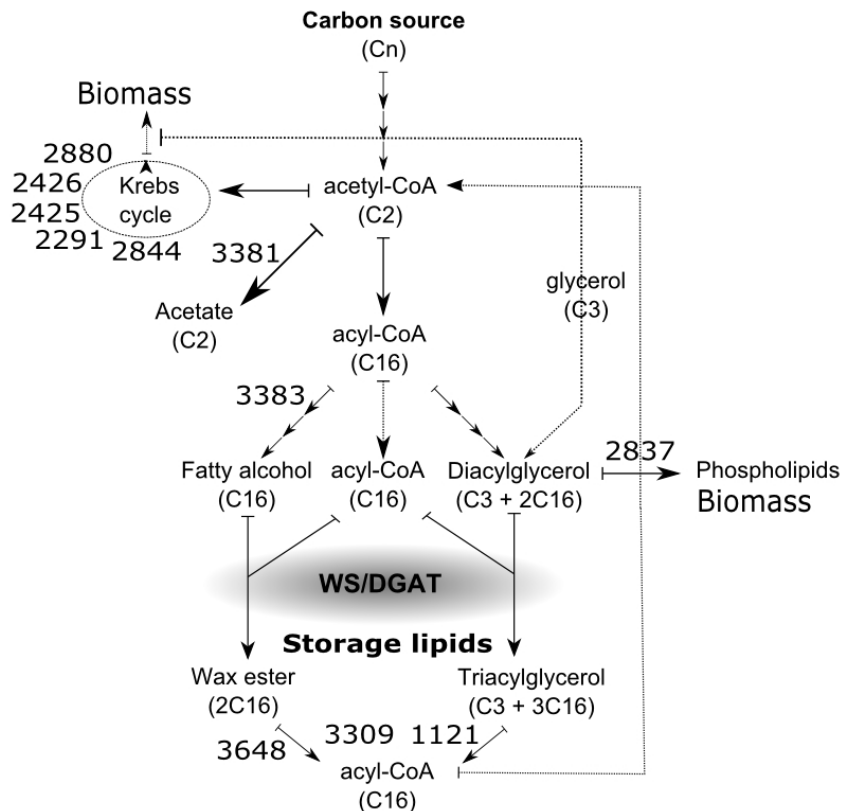 Carbon source
(Cn)
Biomass
2880
2426
2425
2291
2844
Krebs
cycle
acetyl-CoA
(C2)
3381
Acetate
(C2)
glycerol
(C3)
acyl-CoA
(C16)
3383
Fatty alcohol
(C16)
acyl-CoA
(C16)
Diacylglycerol
(C3 + 2C16)
2837
Phospholipids
Biomass
WS/DGAT
Storage lipids
Wax ester
(2C16)
Triacylglycerol
(C3 + 3C16)
3648
3309
1121
acyl-CoA
(C16)